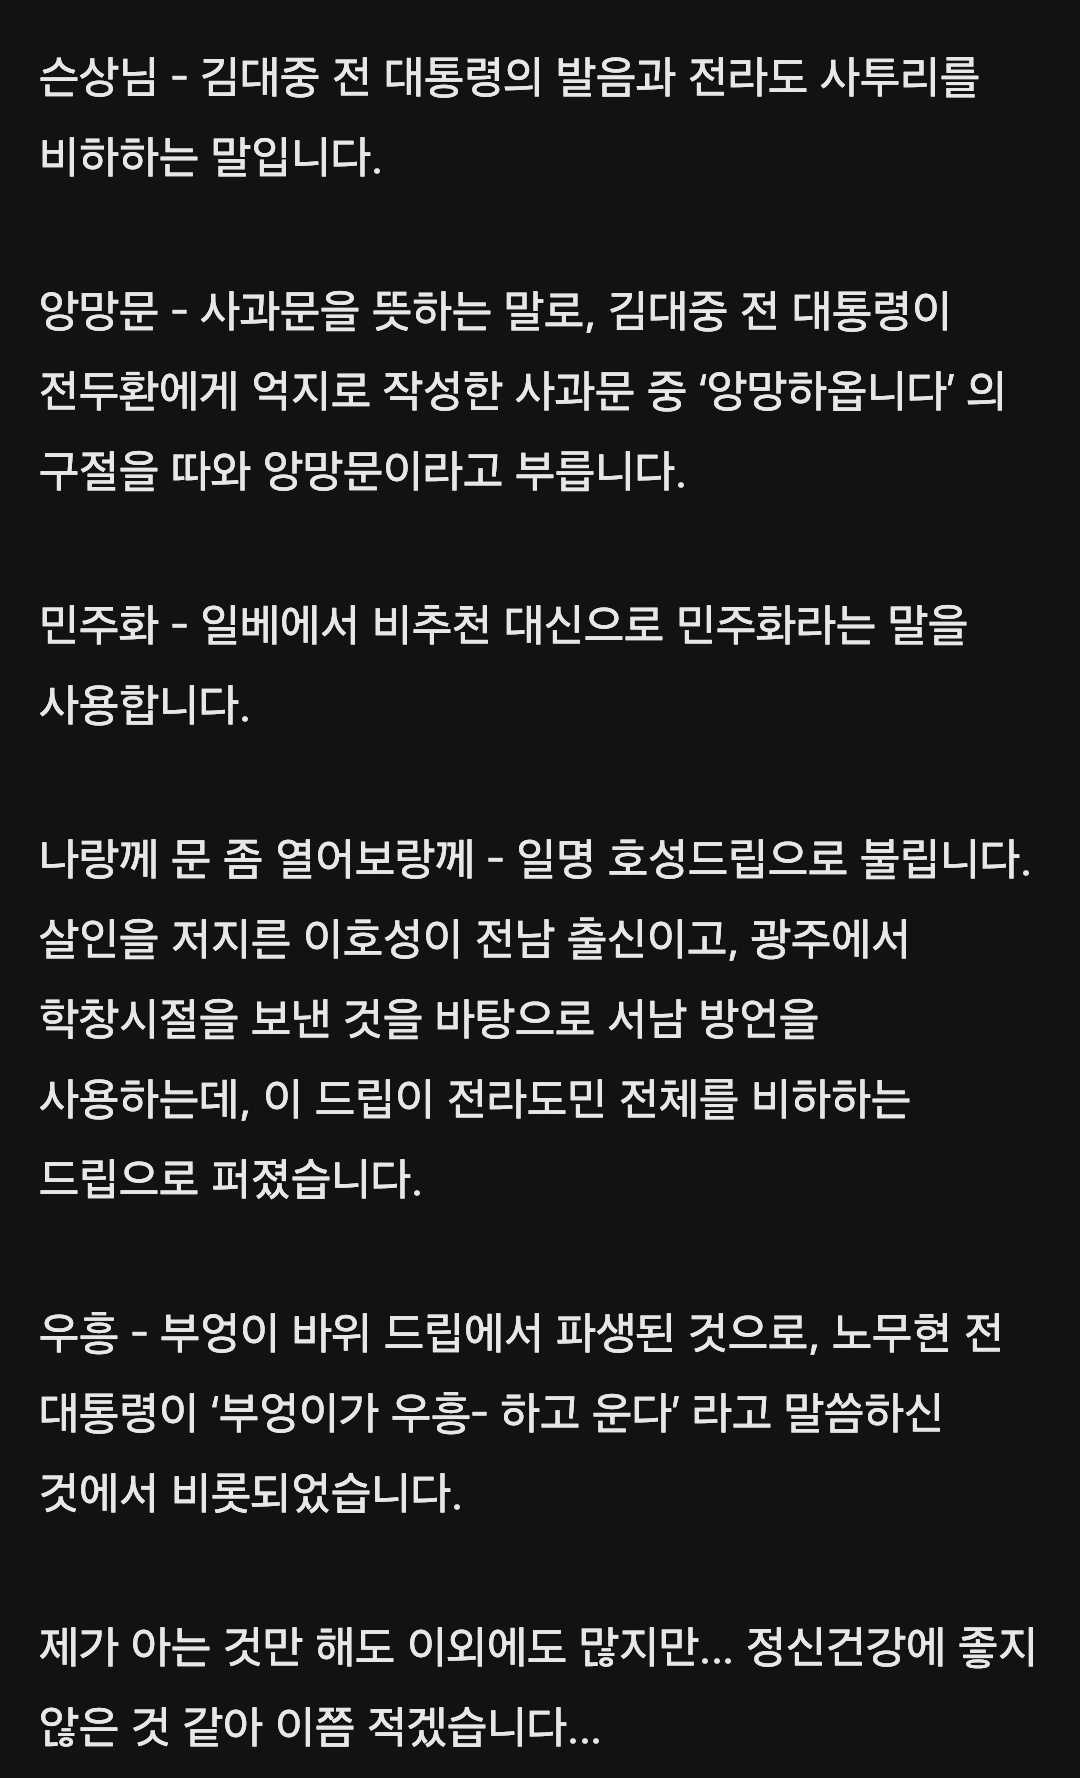 슨상님 - 김대중 전 대통령의 발음과 전라도 사투리를
비하하는 말입니다.
앙망문 - 사과문을 뜻하는 말로, 김대중 전 대통령이
전두환에게 억지로 작성한 사과문 중 ‘앙망하옵니다’ 의
구절을 따와 앙망문이라고 부릅니다.
민주화 - 일베에서 비추천 대신으로 민주화라는 말을
사용합니다.
나랑께 문 좀 열어보랑께 - 일명 호성드립으로 불립니다.
살인을 저지른 이호성이 전남 출신이고, 광주에서
학창시절을 보낸 것을 바탕으로 서남 방언을
사용하는데, 이 드립이 전라도민 전체를 비하하는
드립으로 퍼졌습니다.
우흥 - 부엉이 바위 드립에서 파생된 것으로, 노무현 전
대통령이 ‘부엉이가 우흥- 하고 운다’ 라고 말씀하신
것에서 비롯되었습니다.
제가 아는 것만 해도 이외에도 많지만... 정신건강에 좋지
않은 것 같아 이쯤 적겠습니다...